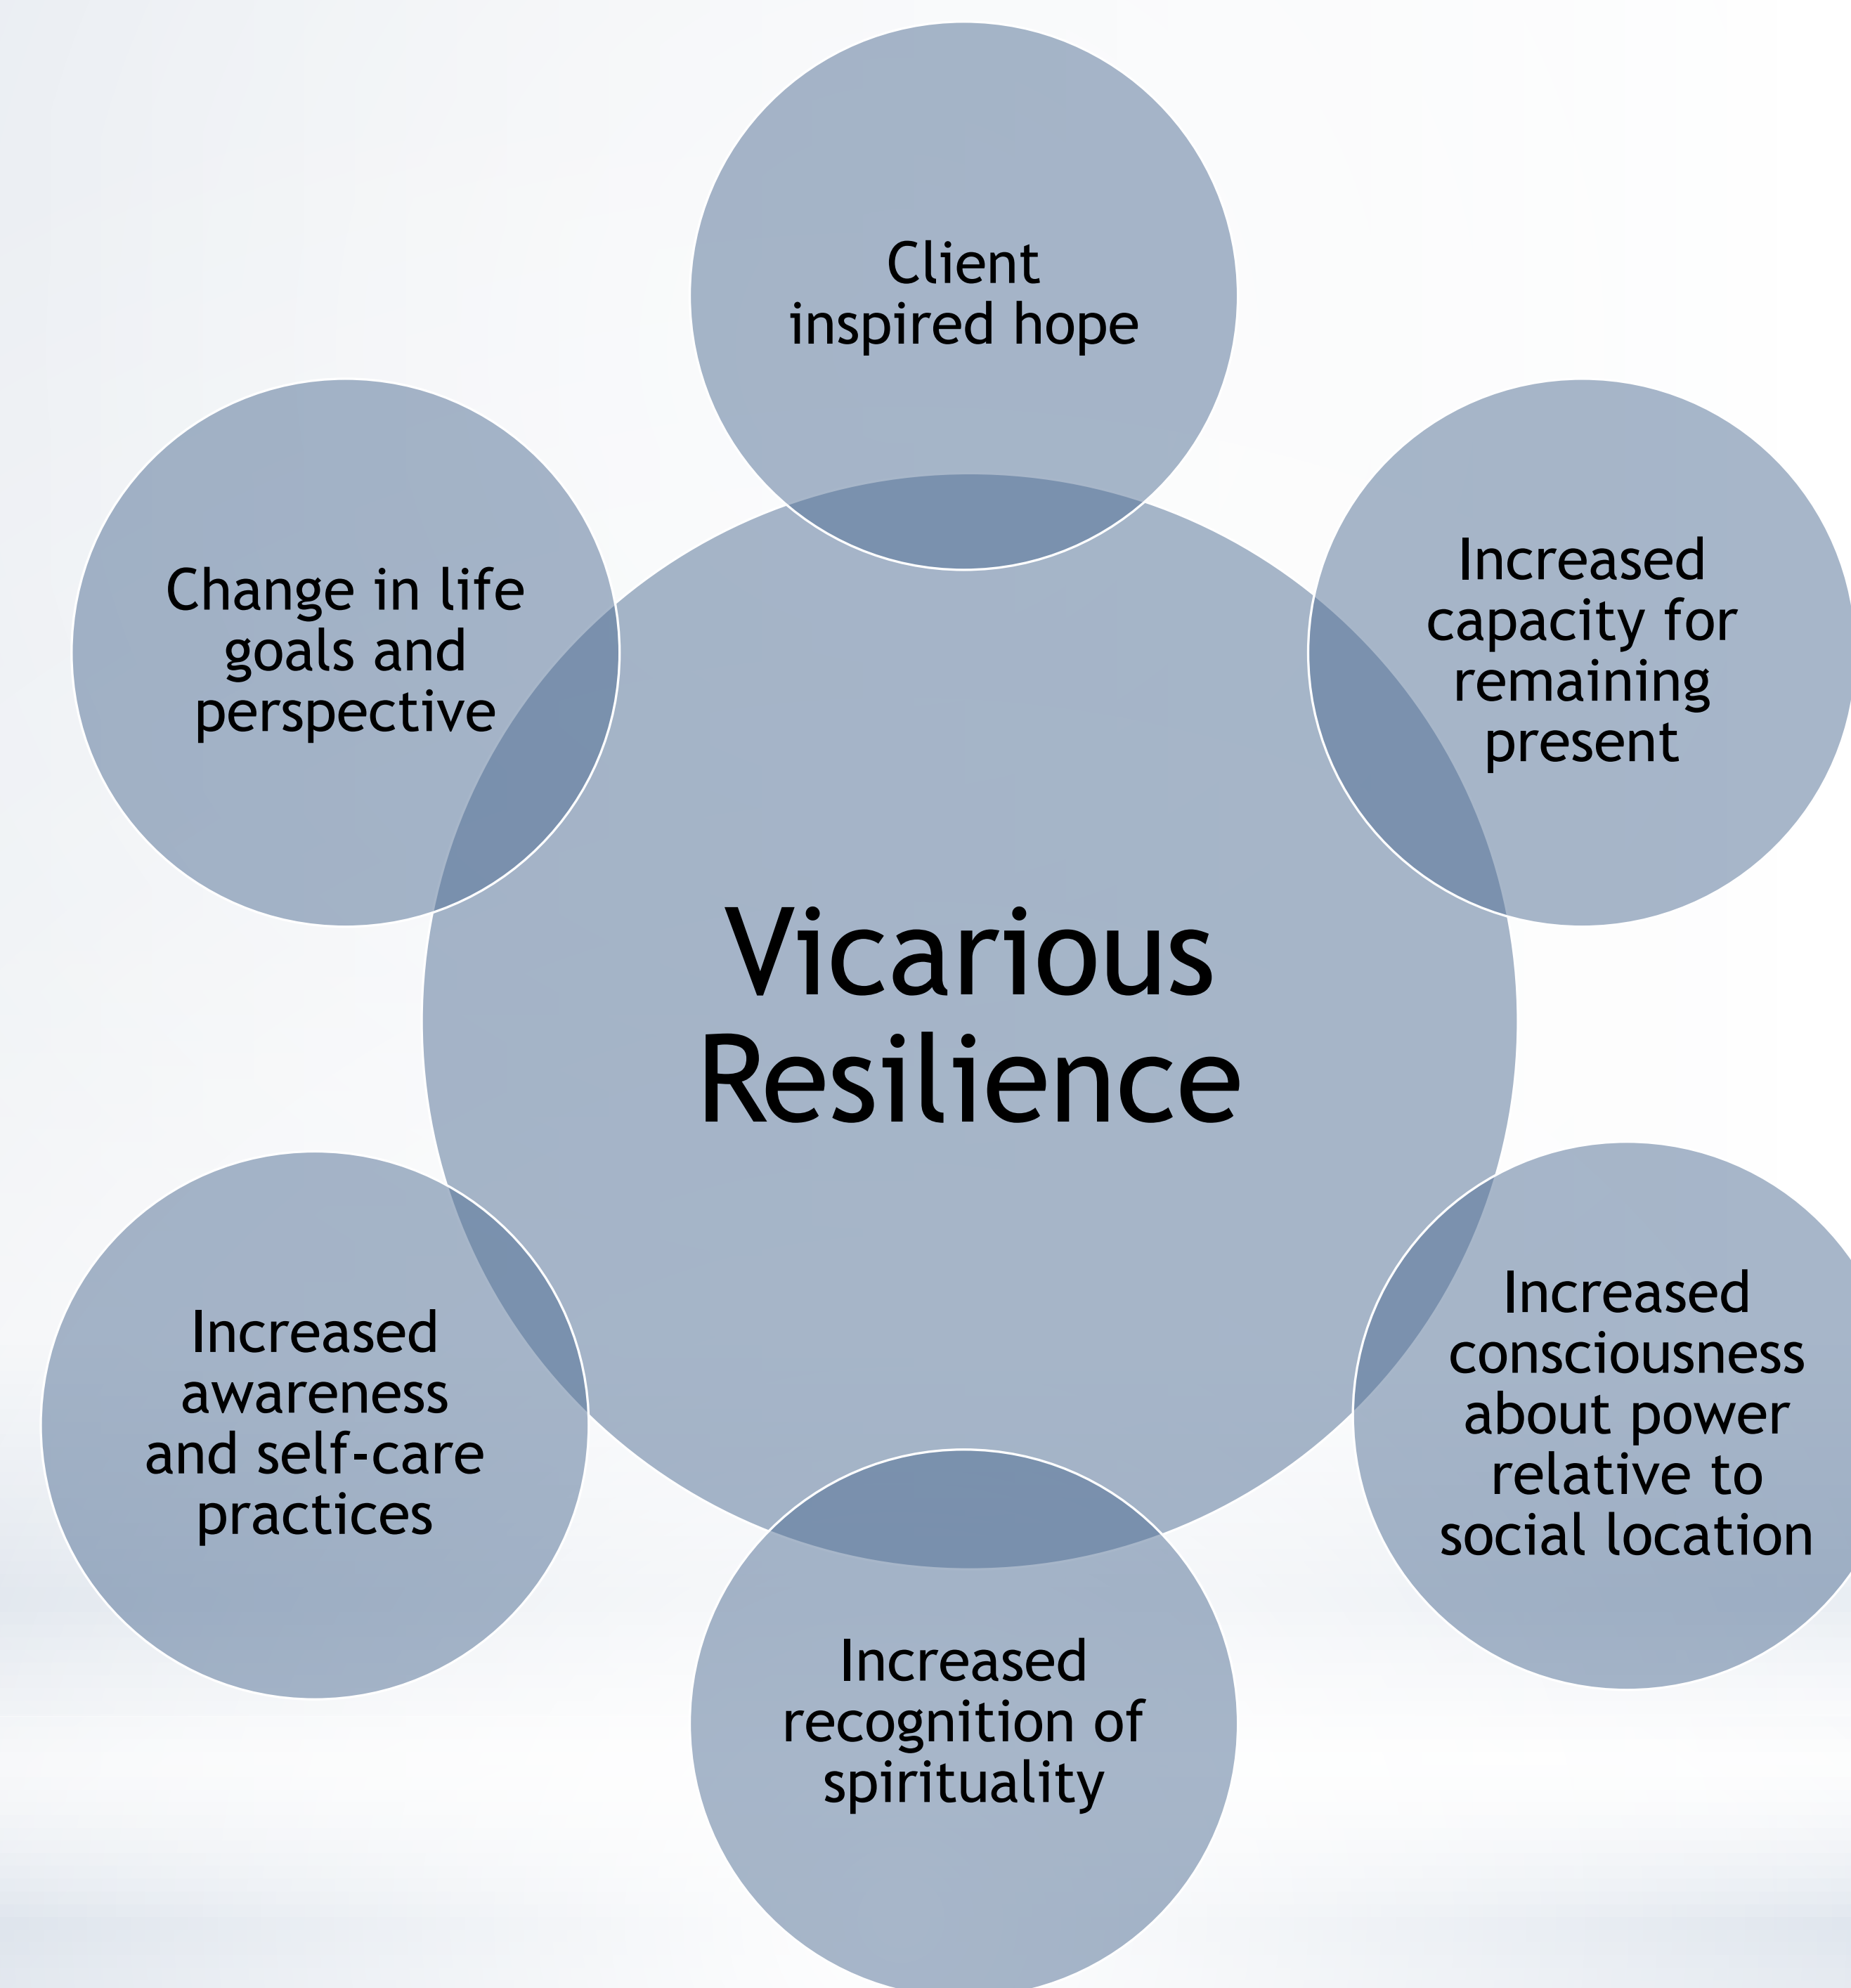 Client
inspired hope
Change in life
goals and
perspective
Increased
capacity for
remaining
present
Vicarious
Resilience
Increased
awareness
and self-care
practices
Increased
consciousness
about power
relative to
social location
Increased
recognition of
spirituality